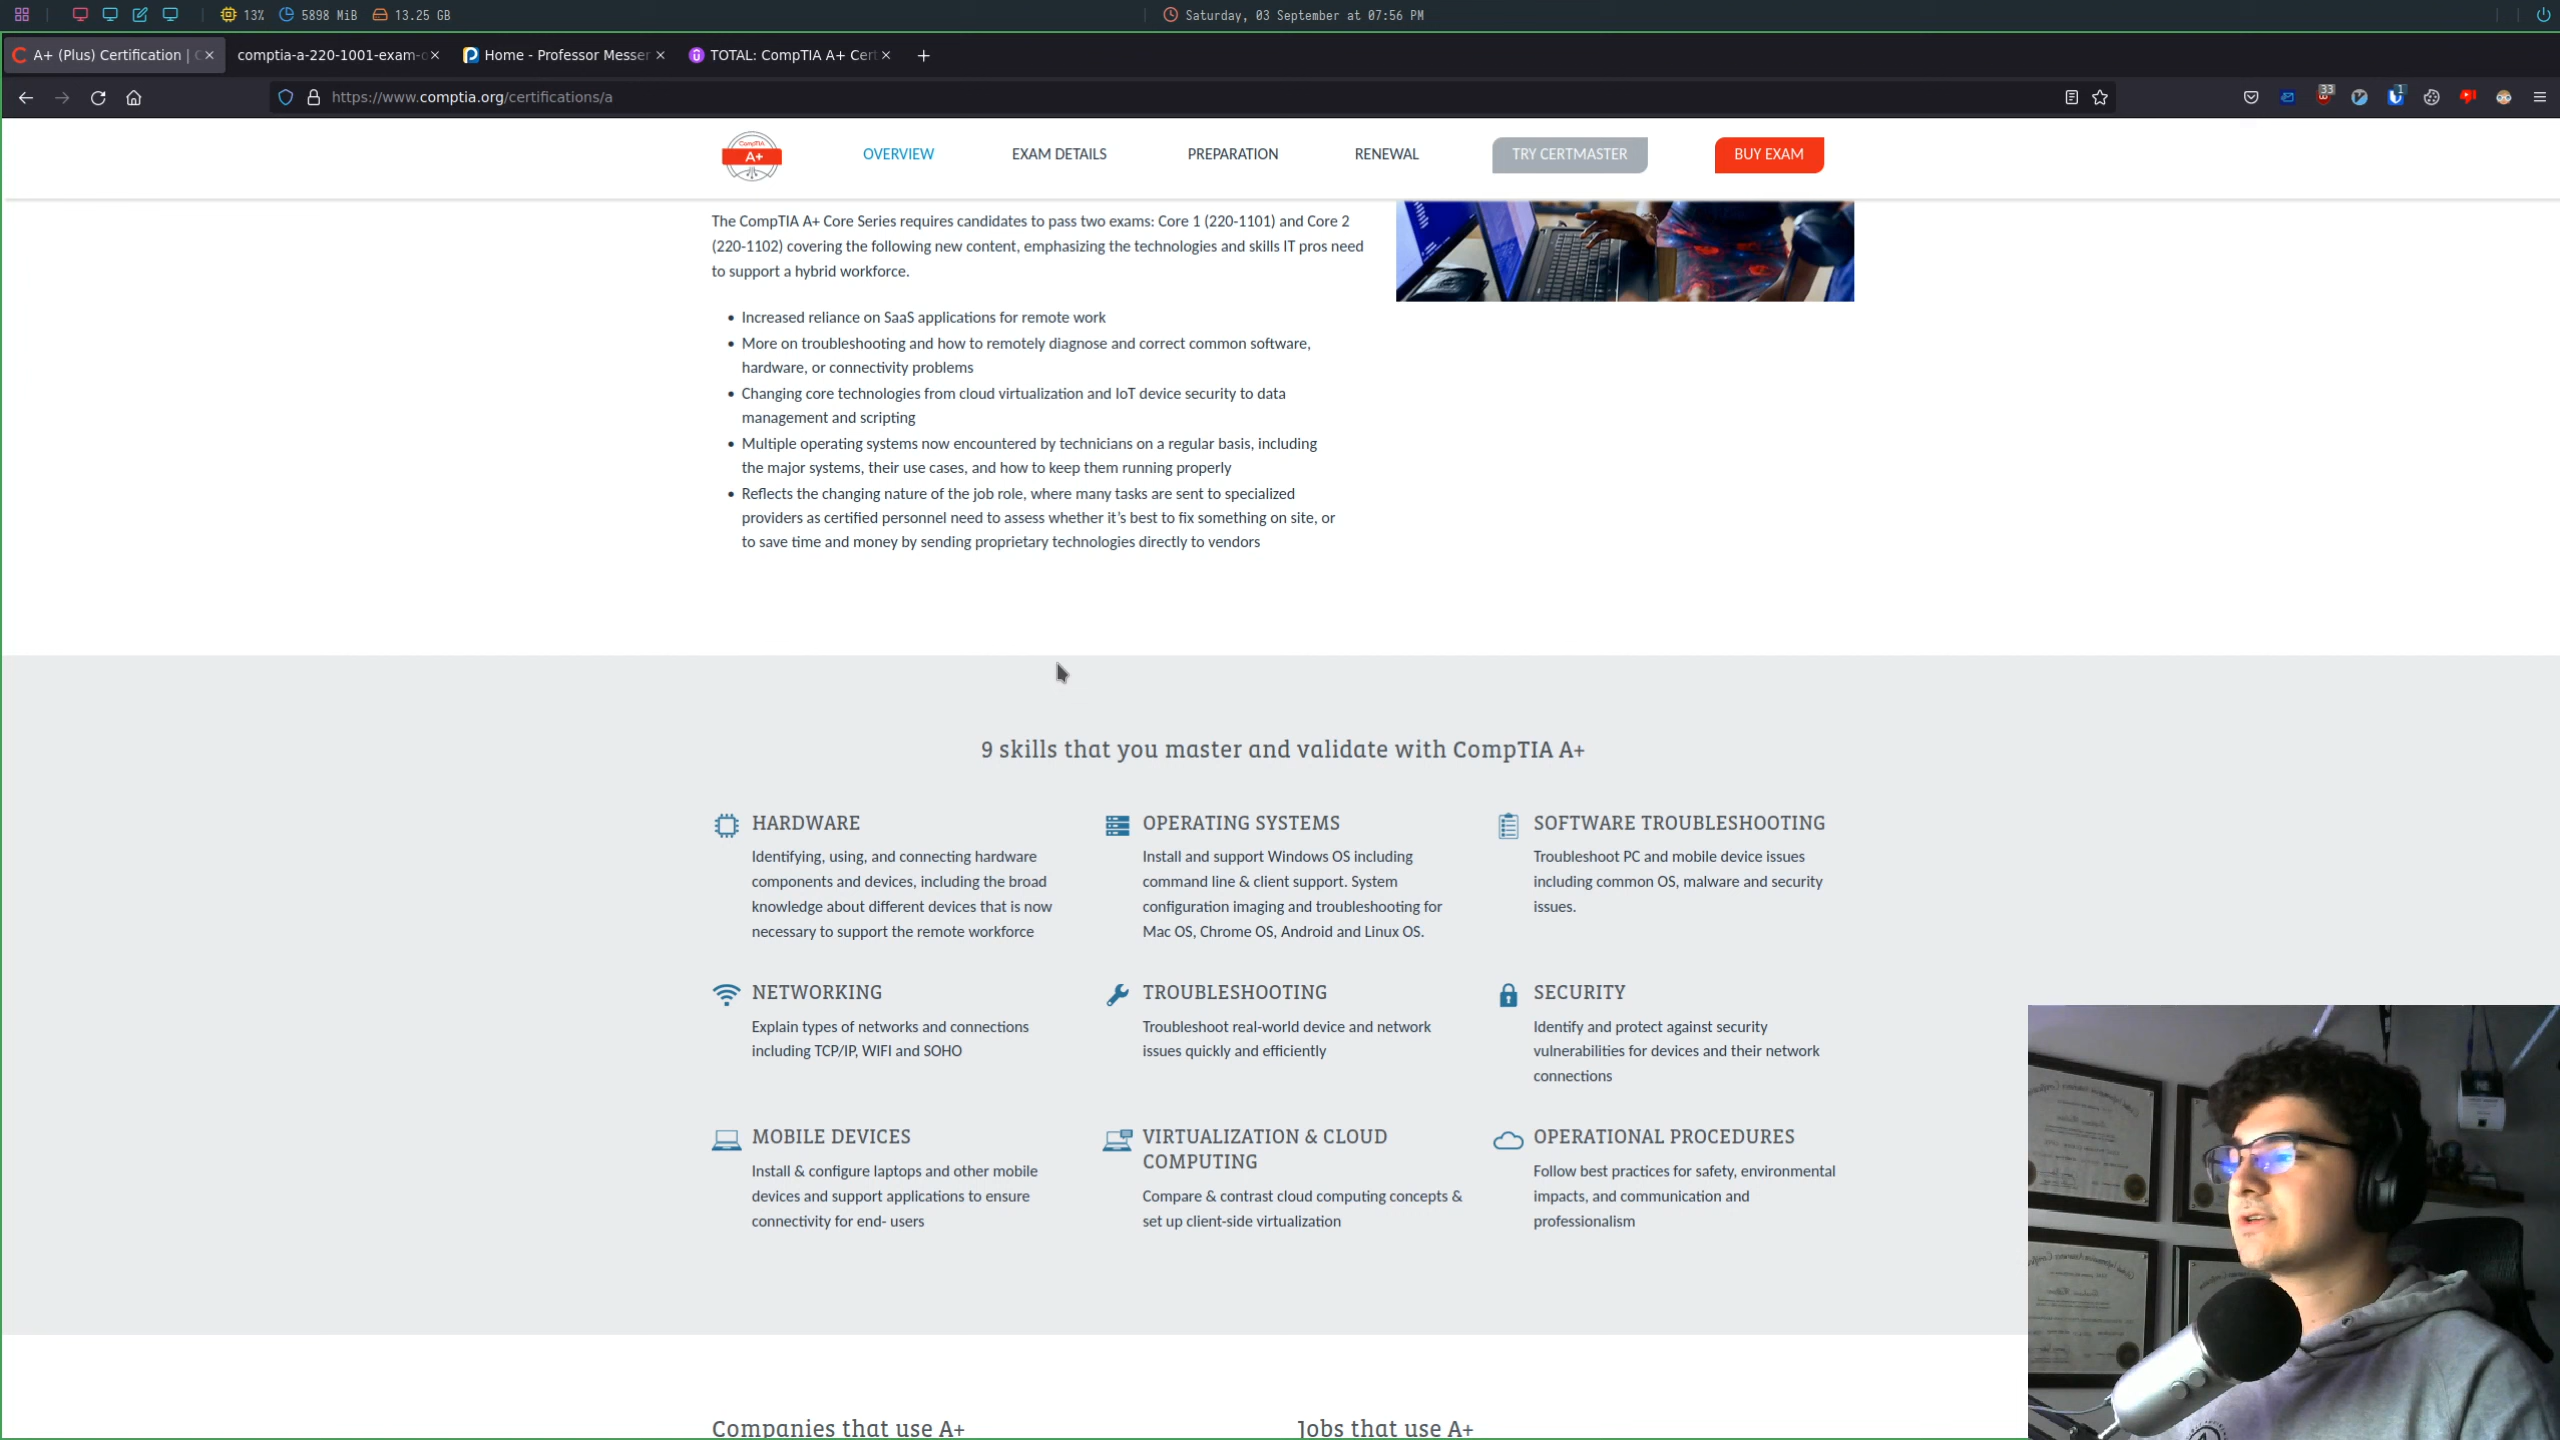 13%
5898 MiB
13.25 GB
Saturday, 03 September at 07:56 PM
A+ (Plus) Certification | C
comptia-a-220-1001-exam-o
Home - Professor Messer
TOTAL: CompTIA A+ Cert
https://www.comptia.org/certifications/a
33
1
CompTIA
A+
OVERVIEW
EXAM DETAILS
PREPARATION
RENEWAL
TRY CERTMASTER
BUY EXAM
The CompTIA A+ Core Series requires candidates to pass two exams: Core 1 (220-1101) and Core 2
(220-1102) covering the following new content, emphasizing the technologies and skills IT pros need
to support a hybrid workforce.
• Increased reliance on SaaS applications for remote work
• More on troubleshooting and how to remotely diagnose and correct common software,
hardware, or connectivity problems
• Changing core technologies from cloud virtualization and IoT device security to data
management and scripting
• Multiple operating systems now encountered by technicians on a regular basis, including
the major systems, their use cases, and how to keep them running properly
• Reflects the changing nature of the job role, where many tasks are sent to specialized
providers as certified personnel need to assess whether it’s best to fix something on site, or
to save time and money by sending proprietary technologies directly to vendors
9 skills that you master and validate with CompTIA A+
HARDWARE
Identifying, using, and connecting hardware
components and devices, including the broad
knowledge about different devices that is now
necessary to support the remote workforce
OPERATING SYSTEMS
Install and support Windows OS including
command line & client support. System
configuration imaging and troubleshooting for
Mac OS, Chrome OS, Android and Linux OS.
SOFTWARE TROUBLESHOOTING
Troubleshoot PC and mobile device issues
including common OS, malware and security
issues.
NETWORKING
Explain types of networks and connections
including TCP/IP, WIFI and SOHO
TROUBLESHOOTING
Troubleshoot real-world device and network
issues quickly and efficiently
SECURITY
Identify and protect against security
vulnerabilities for devices and their network
connections
MOBILE DEVICES
Install & configure laptops and other mobile
devices and support applications to ensure
connectivity for end- users
VIRTUALIZATION & CLOUD
COMPUTING
Compare & contrast cloud computing concepts &
set up client-side virtualization
OPERATIONAL PROCEDURES
Follow best practices for safety, environmental
impacts, and communication and
professionalism
Companies that use A+
Jobs that use A+